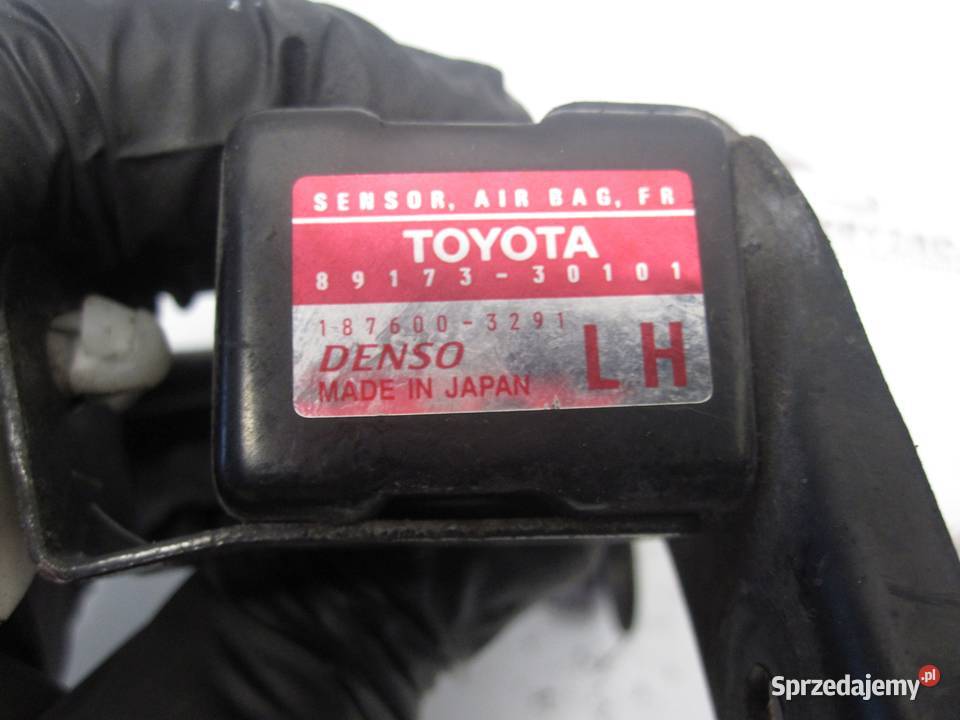 SENSOR, AIR BAG, FR
TOYOTA
89173-30101
187600-3291
DENSO
LH
MADE IN JAPAN
Sprzedajemy.pl